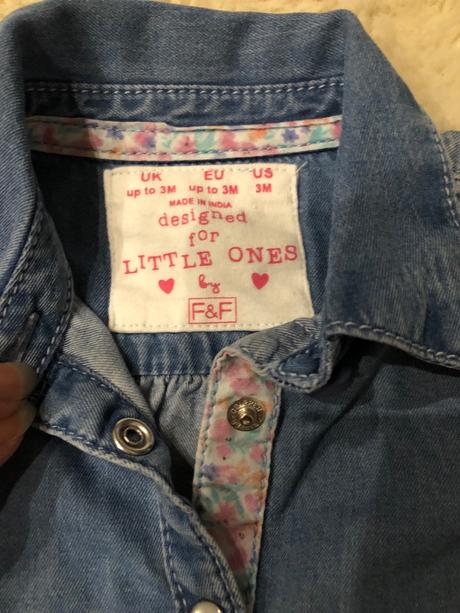 UK EU US
up to 3M up to 3M 3M
MADE IN INDIA
designed
for
LITTLE ONES
by
F&F